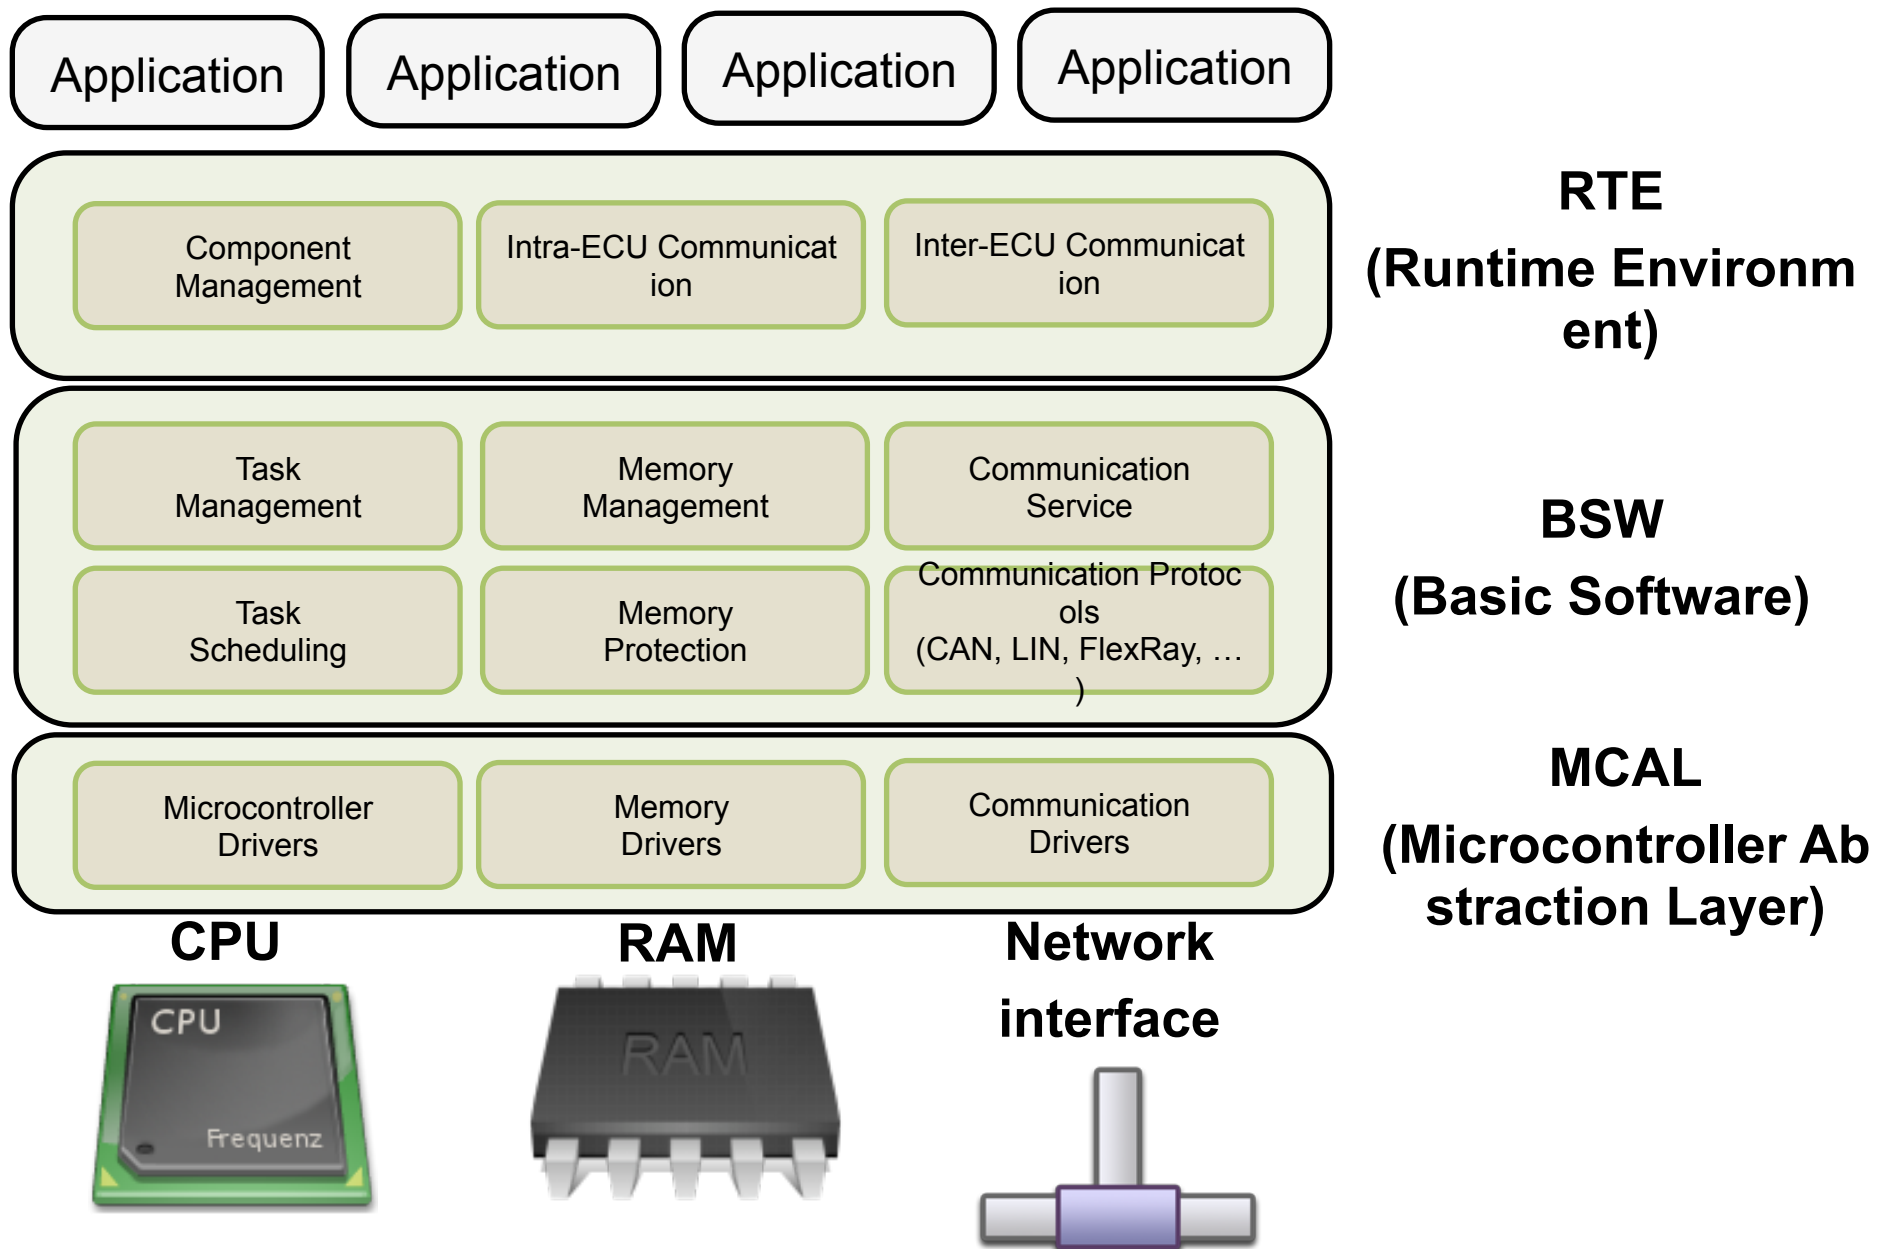 Application
Application
Application
Application
Component
Management
Intra-ECU Communicat
ion
Inter-ECU Communicat
ion
RTE
(Runtime Environm
ent)
Task
Management
Memory
Management
Communication
Service
Task
Scheduling
Memory
Protection
Communication Protoc
ols
(CAN, LIN, FlexRay, …
)
BSW
(Basic Software)
Microcontroller
Drivers
Memory
Drivers
Communication
Drivers
MCAL
(Microcontroller Ab
straction Layer)
CPU
RAM
Network
interface
CPU
Frequenz
RAM